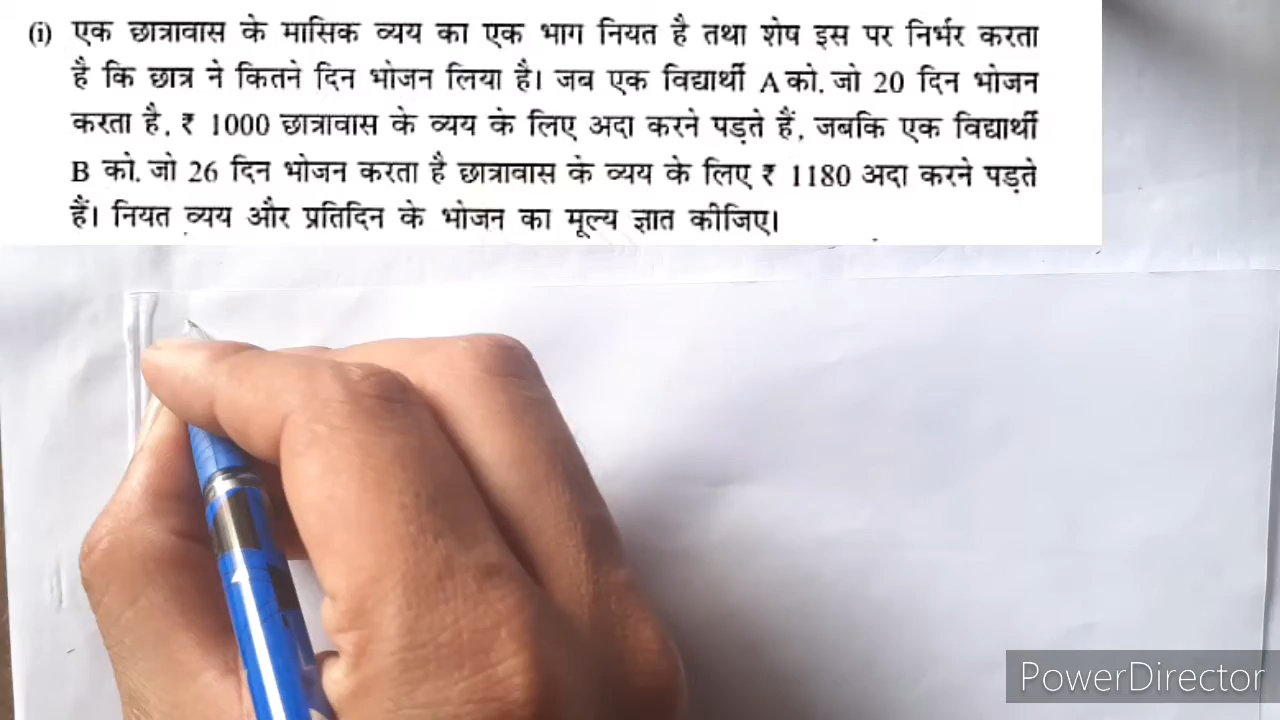 (i) एक छात्रावास के मासिक व्यय का एक भाग नियत है तथा शेष इस पर निर्भर करता
है कि छात्र ने कितने दिन भोजन लिया है। जब एक विद्यार्थी A को, जो 20 दिन भोजन
करता है, ₹ 1000 छात्रावास के व्यय के लिए अदा करने पड़ते हैं, जबकि एक विद्यार्थी
B को, जो 26 दिन भोजन करता है छात्रावास के व्यय के लिए ₹ 1180 अदा करने पड़ते
हैं। नियत व्यय और प्रतिदिन के भोजन का मूल्य ज्ञात कीजिए।
PowerDirector